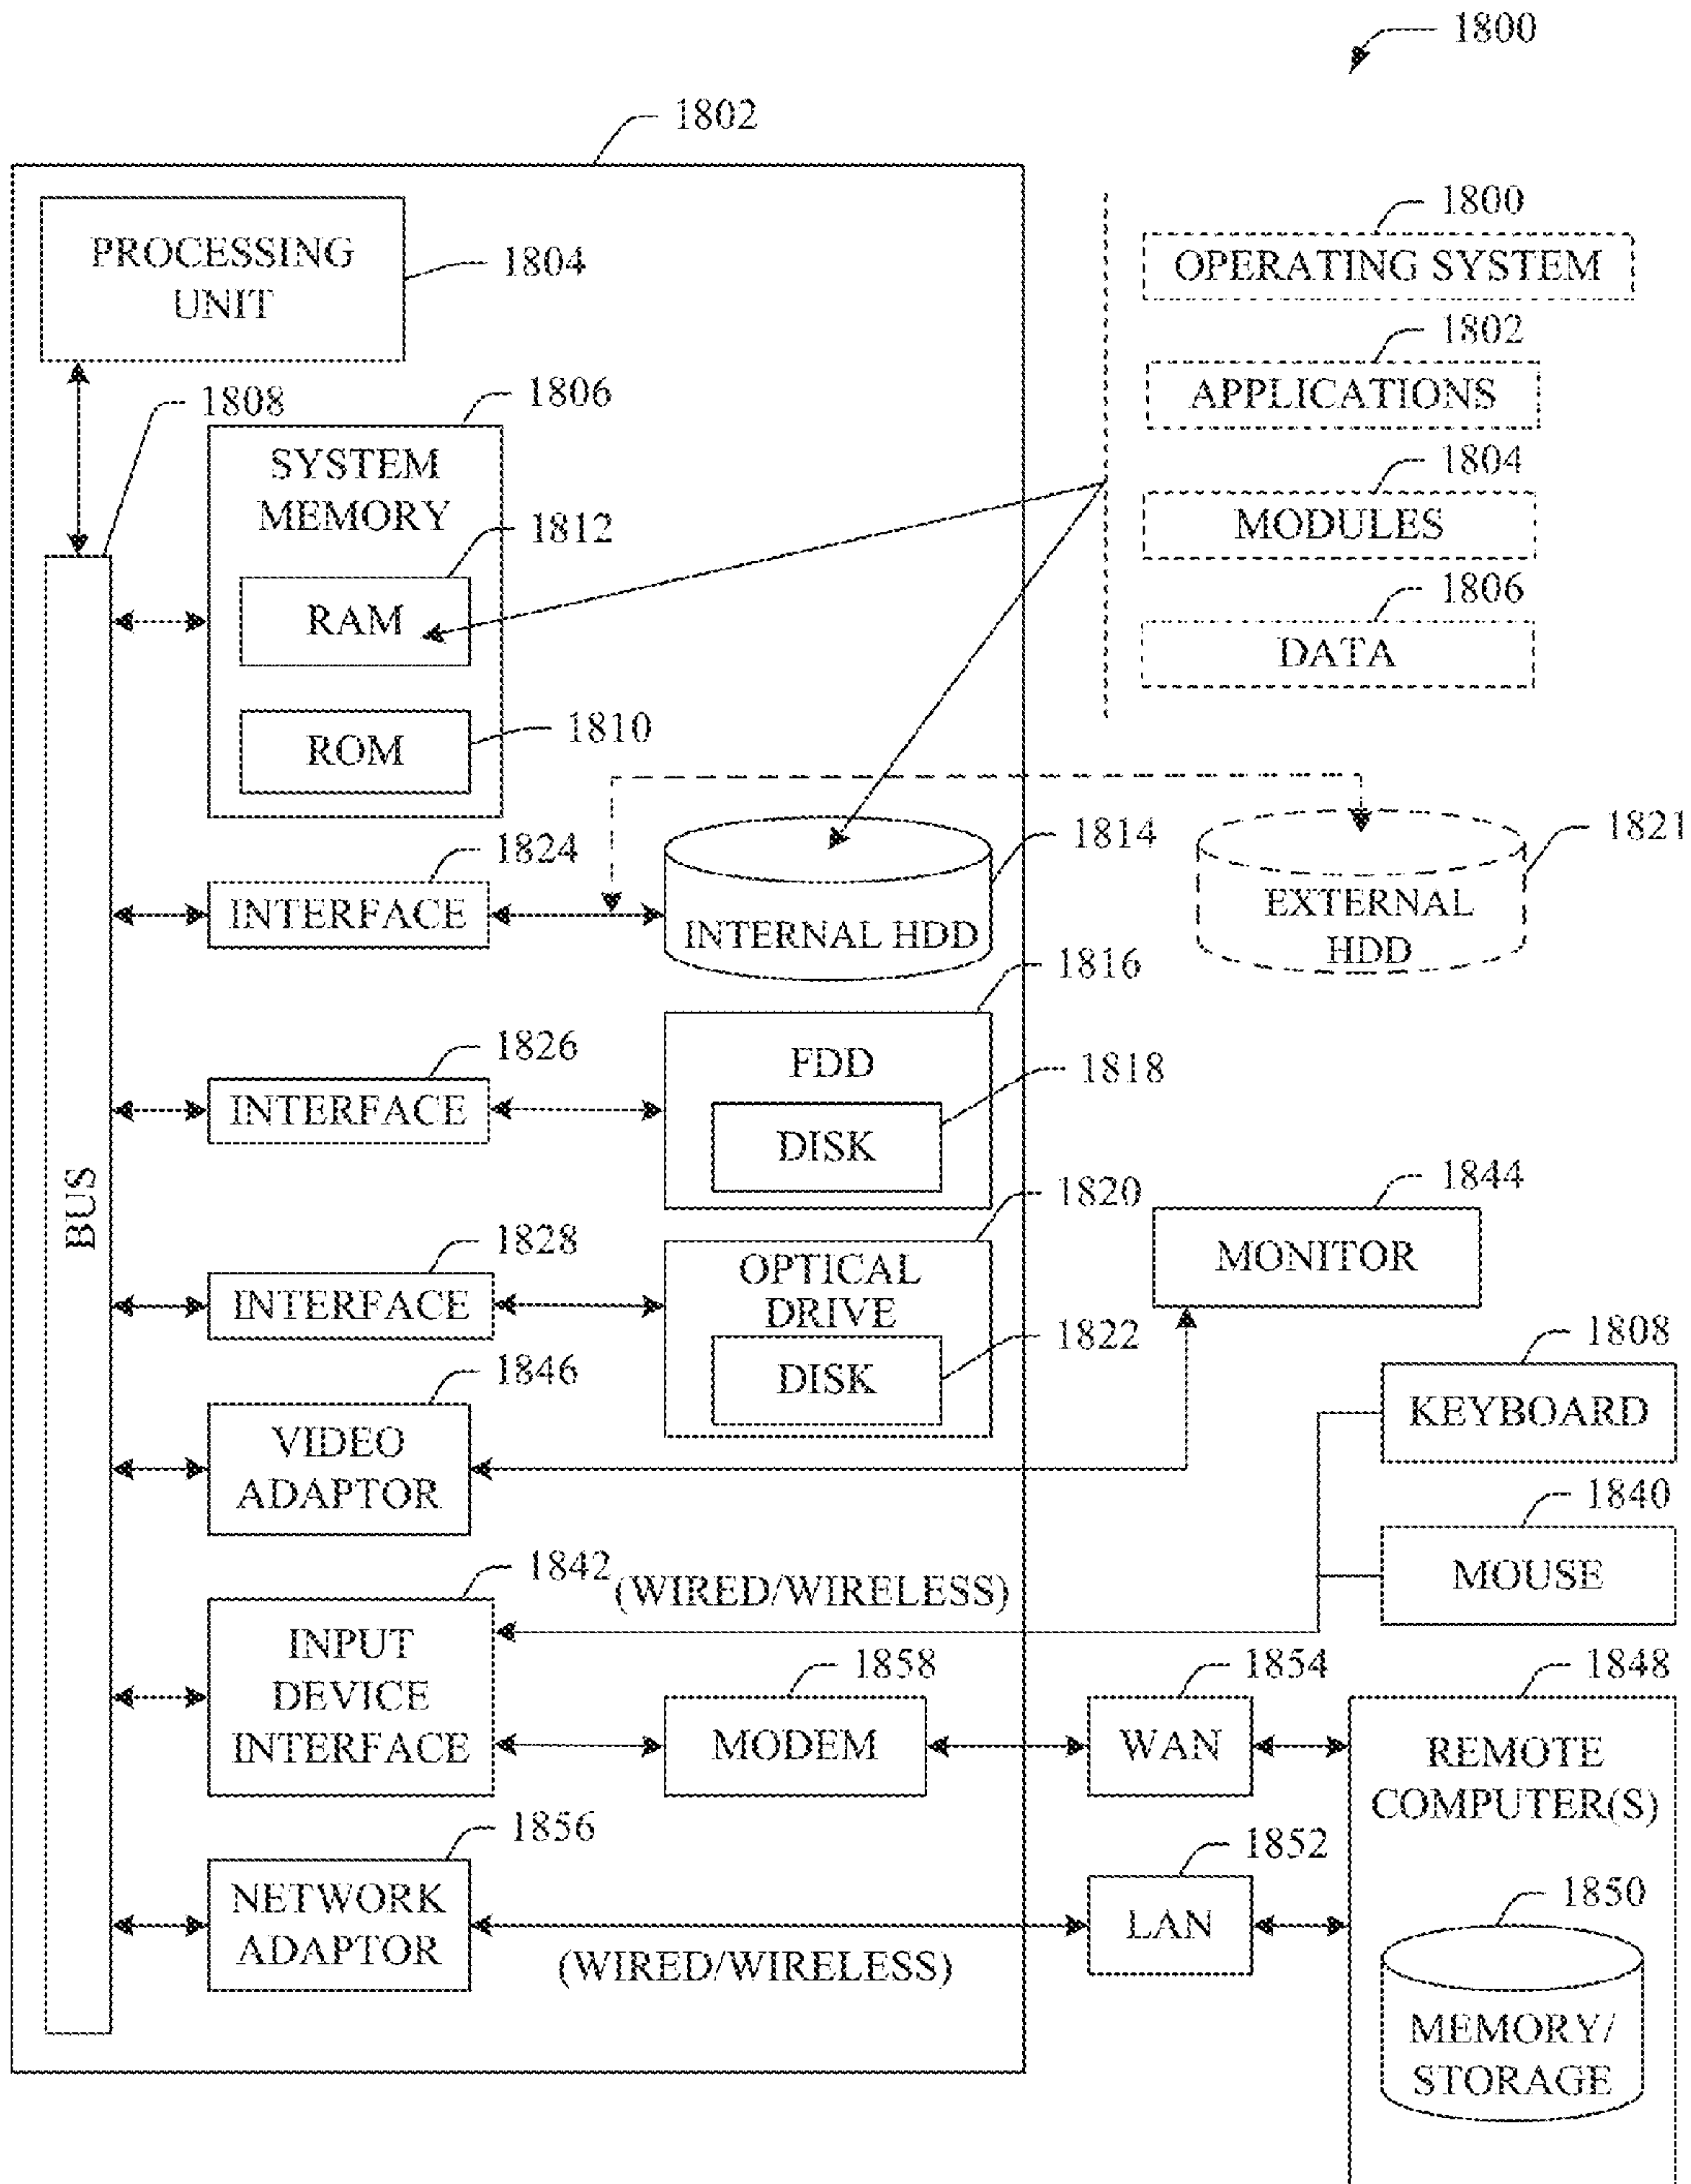 1800
1802
PROCESSING
UNIT
1804
1800
OPERATING SYSTEM
1802
APPLICATIONS
1804
MODULES
1806
DATA
1808
1806
SYSTEM
MEMORY
1812
RAM
1810
ROM
1824
INTERFACE
1814
INTERNAL HDD
1821
EXTERNAL
HDD
1816
FDD
1826
INTERFACE
1818
DISK
BUS
1820
OPTICAL
DRIVE
1828
INTERFACE
1822
DISK
1844
MONITOR
1808
KEYBOARD
1846
VIDEO
ADAPTOR
1840
MOUSE
1842
(WIRED/WIRELESS)
INPUT
DEVICE
INTERFACE
1858
MODEM
1854
WAN
1848
REMOTE
COMPUTER(S)
1856
NETWORK
ADAPTOR
(WIRED/WIRELESS)
1852
LAN
1850
MEMORY/
STORAGE